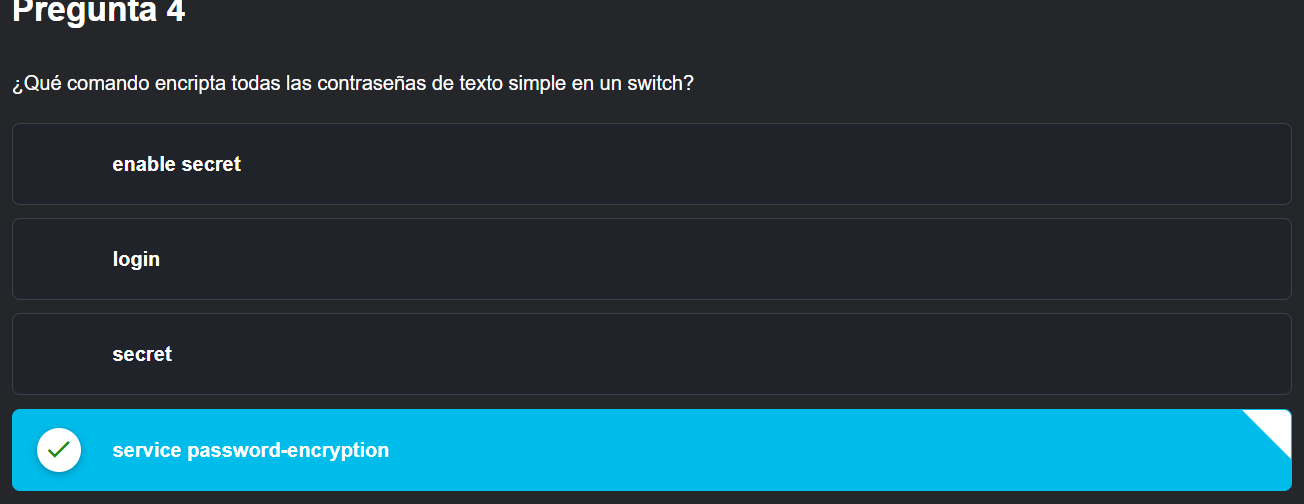 Pregunta 4
¿Qué comando encripta todas las contraseñas de texto simple en un switch?
enable secret
login
secret
service password-encryption